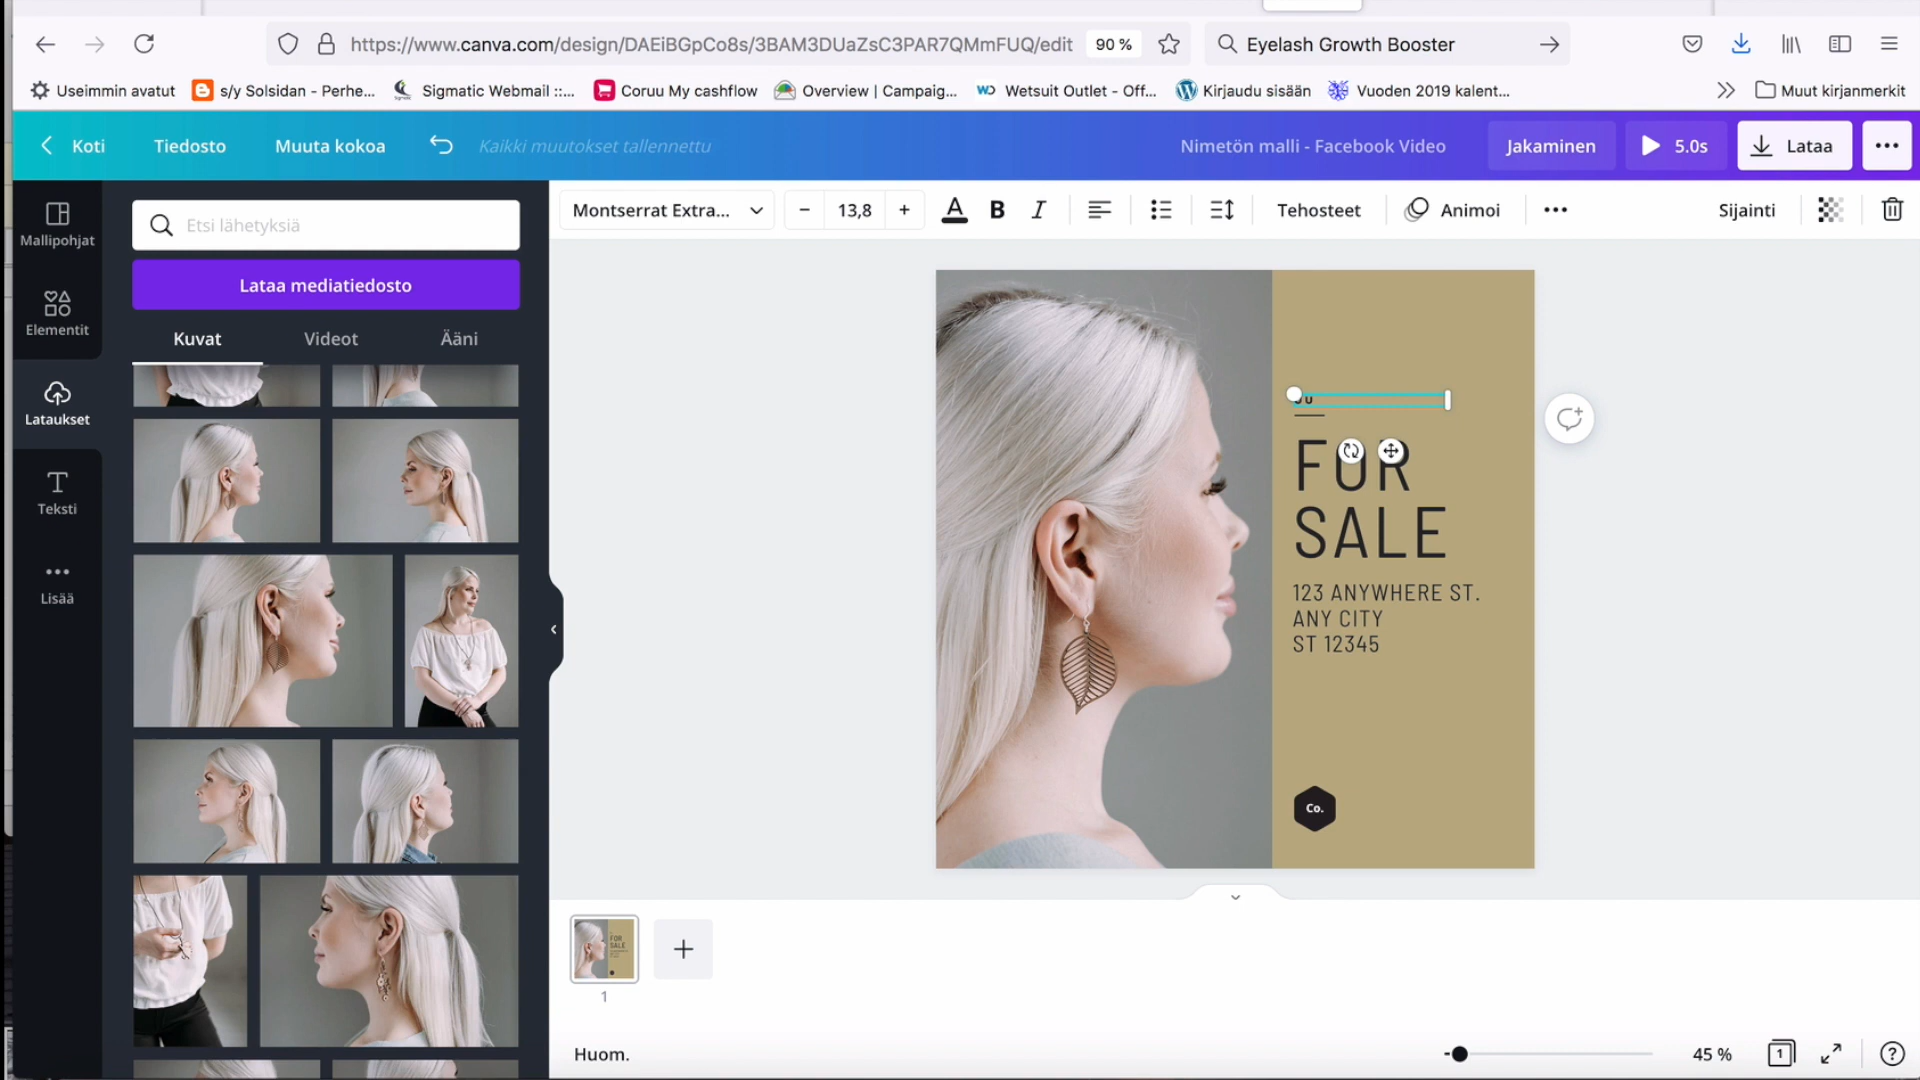 https://www.canva.com/design/DAEiBGpCo8s/3BAM3DUaZsC3PAR7QMmFUQ/edit
90 %
Eyelash Growth Booster
Useimmin avatut
s/y Solsidan - Perhe...
Sigmatic Webmail ::...
Coruu My cashflow
Overview | Campaig...
Wetsuit Outlet - Off...
Kirjaudu sisään
Vuoden 2019 kalent...
Muut kirjanmerkit
Koti
Tiedosto
Muuta kokoa
Kaikki muutokset tallennettu
Nimetön malli - Facebook Video
Jakaminen
5.0s
Lataa
Mallipohjat
Elementit
Lataukset
Teksti
Lisää
Etsi lähetyksiä
Lataa mediatiedosto
Kuvat
Videot
Ääni
Montserrat Extra...
13,8
A
B
I
Tehosteet
Animoi
Sijainti
FOR
SALE
123 ANYWHERE ST.
ANY CITY
ST 12345
Co.
FOR
SALE
1
Huom.
45 %
1
?